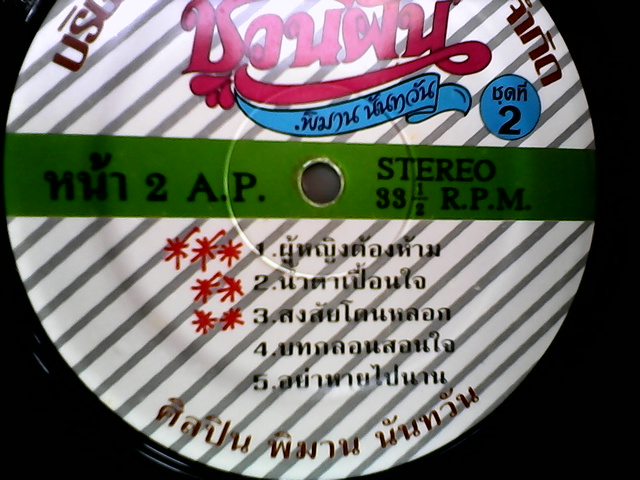 ชวนฝัน
.พิมาน นันทวัน
ชุดที่
2
จำกัด
หน้า 2 A.P.
STEREO
33 1/2 R.P.M.
1.ผู้หญิงต้องห้าม
2.น้ำตาเปื้อนใจ
3.สงสัยโดนหลอก
4.บทกลอนสอนใจ
5.อย่าหายไปนาน
ศิลปิน พิมาน นันทวัน